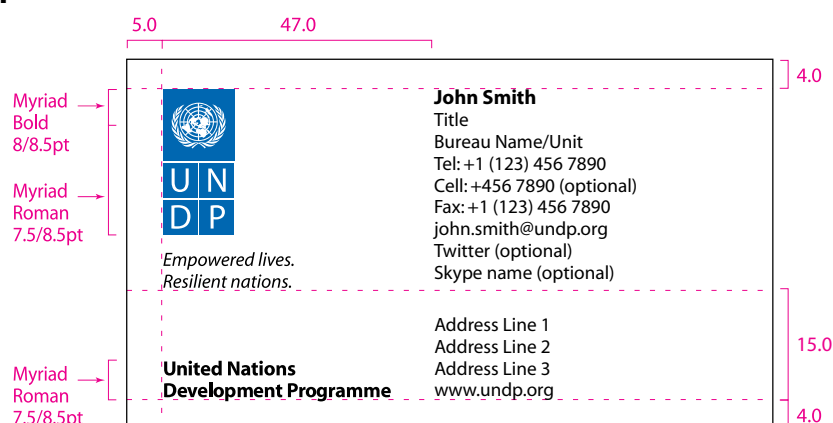 5.0
47.0
4.0
Myriad
Bold
8/8.5pt
Myriad
Roman
7.5/8.5pt
U N
D P
Empowered lives.
Resilient nations.
John Smith
Title
Bureau Name/Unit
Tel: +1 (123) 456 7890
Cell: +456 7890 (optional)
Fax: +1 (123) 456 7890
john.smith@undp.org
Twitter (optional)
Skype name (optional)
Address Line 1
Address Line 2
Address Line 3
www.undp.org
15.0
Myriad
Roman
7.5/8.5pt
United Nations
Development Programme
4.0